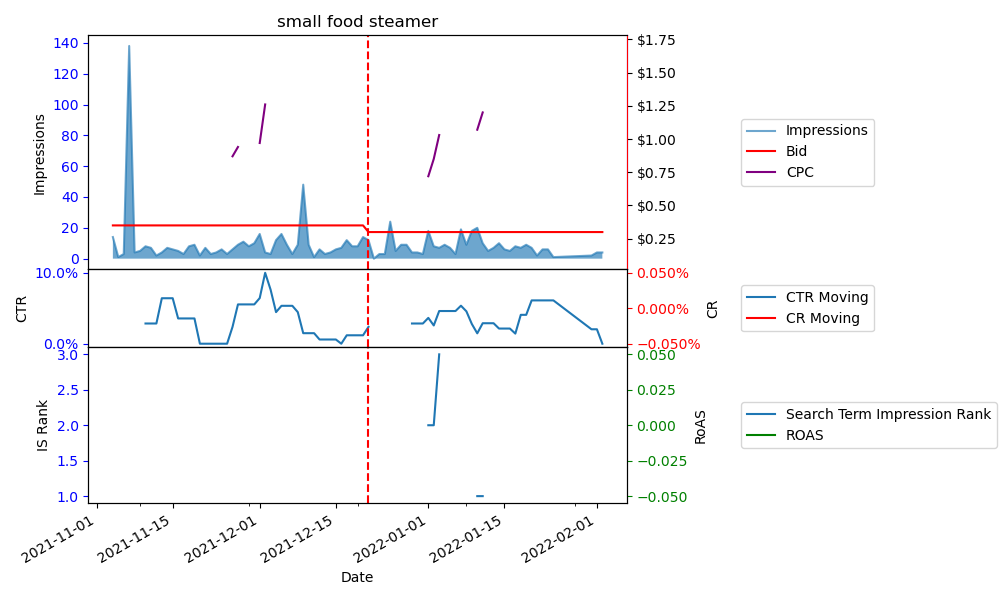 small food steamer
140
120
100
80
60
40
20
0
Impressions
$1.75
$1.50
$1.25
$1.00
$0.75
$0.50
$0.25
Impressions
Bid
CPC
10.0%
0.0%
CTR
0.050%
0.000%
−0.050%
CR
CTR Moving
CR Moving
3.0
2.5
2.0
1.5
1.0
IS Rank
0.050
0.025
0.000
−0.025
−0.050
RoAS
Search Term Impression Rank
ROAS
2021-11-01
2021-11-15
2021-12-01
2021-12-15
2022-01-01
2022-01-15
2022-02-01
Date